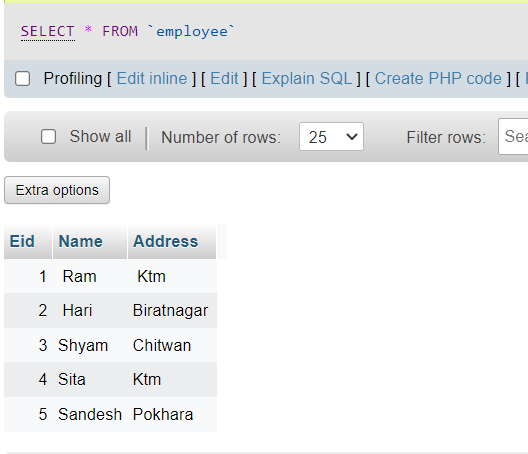 SELECT * FROM `employee`
Profiling [ Edit inline ] [ Edit ] [ Explain SQL ] [ Create PHP code ] [
Show all Number of rows: 25 Filter rows: Sea
Extra options
Eid Name Address
1 Ram Ktm
2 Hari Biratnagar
3 Shyam Chitwan
4 Sita Ktm
5 Sandesh Pokhara